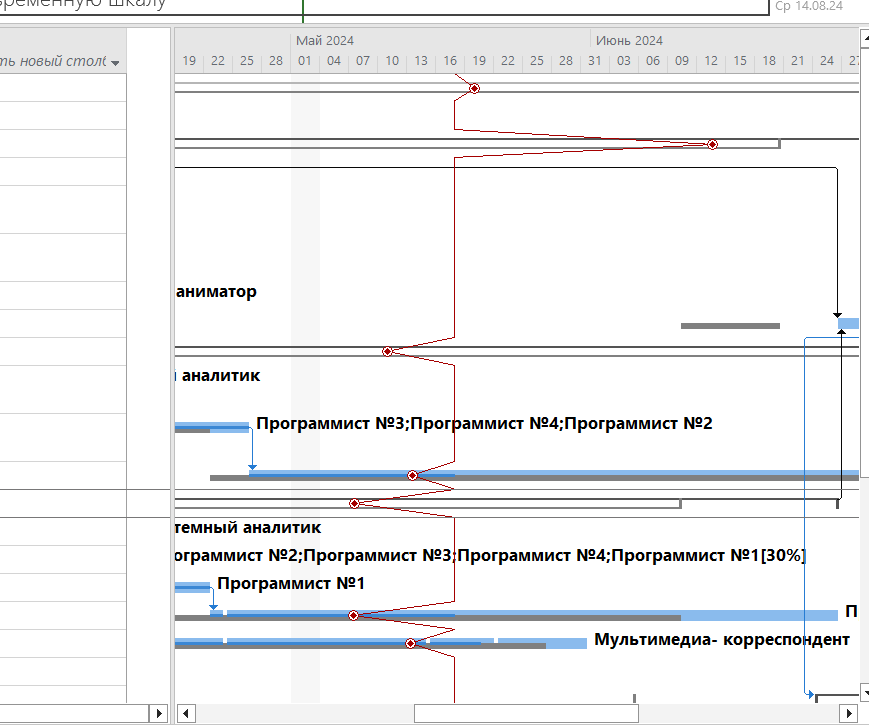 временную шкалу
Ср 14.08.24
ть новый столб
Май 2024
Июнь 2024
19 22 25 28 01 04 07 10 13 16 19 22 25 28 31 03 06 09 12 15 18 21 24 27
аниматор
аналитик
Программист №3;Программист №4;Программист №2
темный аналитик
ограммист №2;Программист №3;Программист №4;Программист №1[30%]
Программист №1
П
Мультимедиа- корреспондент